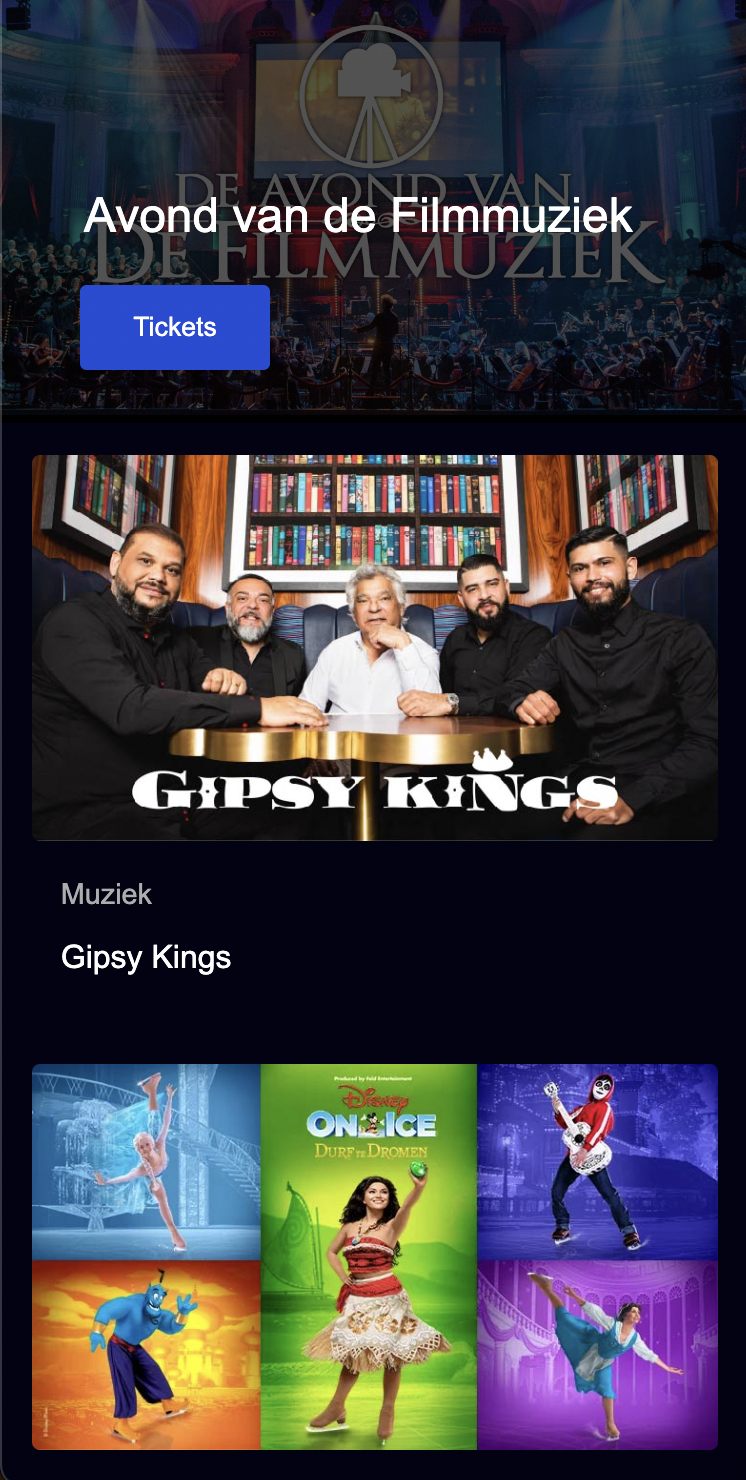 DE AVOND VAN
DE FILMMUZIEK
Avond van de Filmmuziek
Tickets
GIPSY KINGS
Muziek
Gipsy Kings
Produced by Feld Entertainment
Disney
ON ICE
DURF TE DROMEN